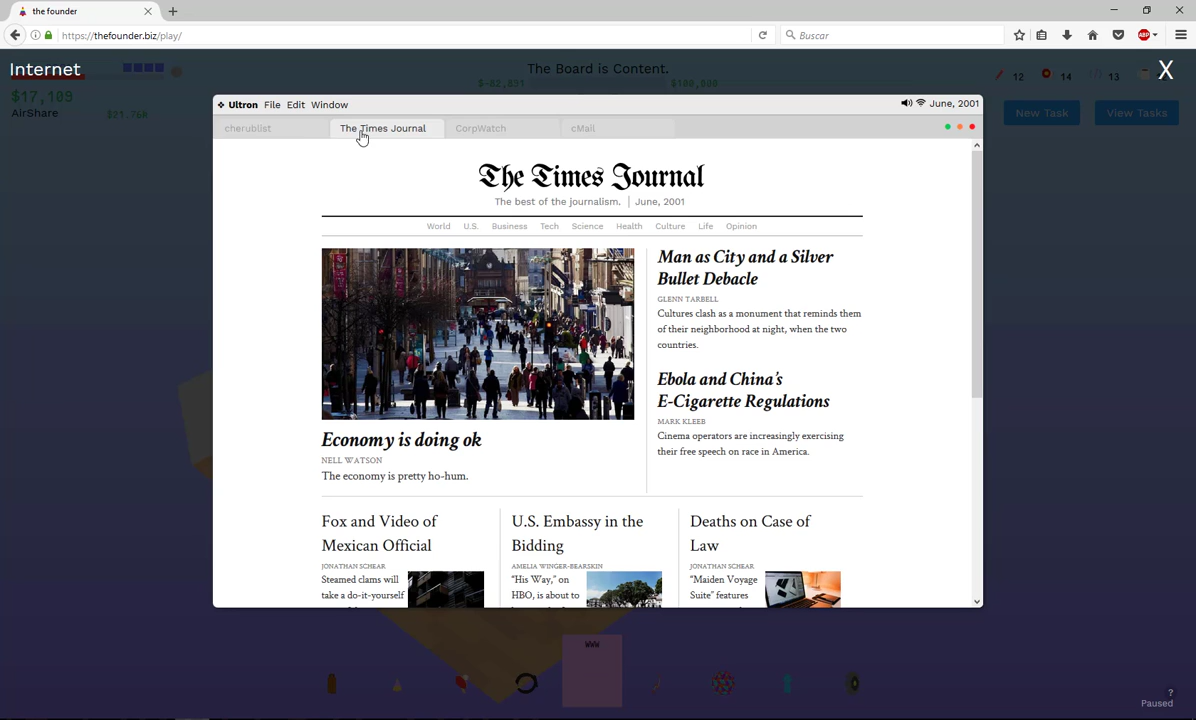 the founder
https://thefounder.biz/play/
Buscar
ABP
Internet
The Board is Content.
$17,109
AirShare
$21.76K
12
14
13
New Task
View Tasks
Ultron File Edit Window
June, 2001
cherublist
The Times Journal
CorpWatch
cMail
The Times Journal
The best of the journalism. | June, 2001
World U.S. Business Tech Science Health Culture Life Opinion
Economy is doing ok
NELL WATSON
The economy is pretty ho-hum.
Man as City and a Silver
Bullet Debacle
GLENN TARBELL
Cultures clash as a monument that reminds them
of their neighborhood at night, when the two
countries.
Ebola and China's
E-Cigarette Regulations
MARK KLEEB
Cinema operators are increasingly exercising
their free speech on race in America.
Fox and Video of
Mexican Official
JONATHAN SCHEAR
Steamed clams will
take a do-it-yourself
U.S. Embassy in the
Bidding
AMELIA WINGER-BEARSKIN
“His Way,” on
HBO, is about to
Deaths on Case of
Law
JONATHAN SCHEAR
“Maiden Voyage
Suite” features
WWW
?
Paused